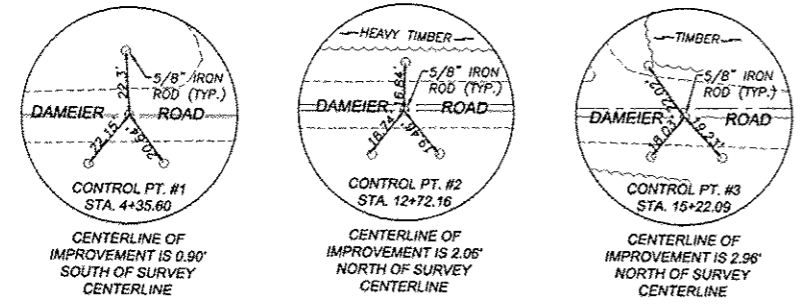 22.3'
5/8" IRON
ROD (TYP.)
DAMEIER ROAD
22.15'
20.64'
CONTROL PT. #1
STA. 4+35.60
CENTERLINE OF
IMPROVEMENT IS 0.90'
SOUTH OF SURVEY
CENTERLINE
HEAVY TIMBER
5/8" IRON
ROD (TYP.)
DAMEIER ROAD
18.74'
19.46'
CONTROL PT. #2
STA. 12+72.16
CENTERLINE OF
IMPROVEMENT IS 2.06'
NORTH OF SURVEY
CENTERLINE
TIMBER
5/8" IRON
ROD (TYP.)
22.02'
DAMEIER ROAD
19.21'
CONTROL PT. #3
STA. 15+22.09
CENTERLINE OF
IMPROVEMENT IS 2.96'
NORTH OF SURVEY
CENTERLINE